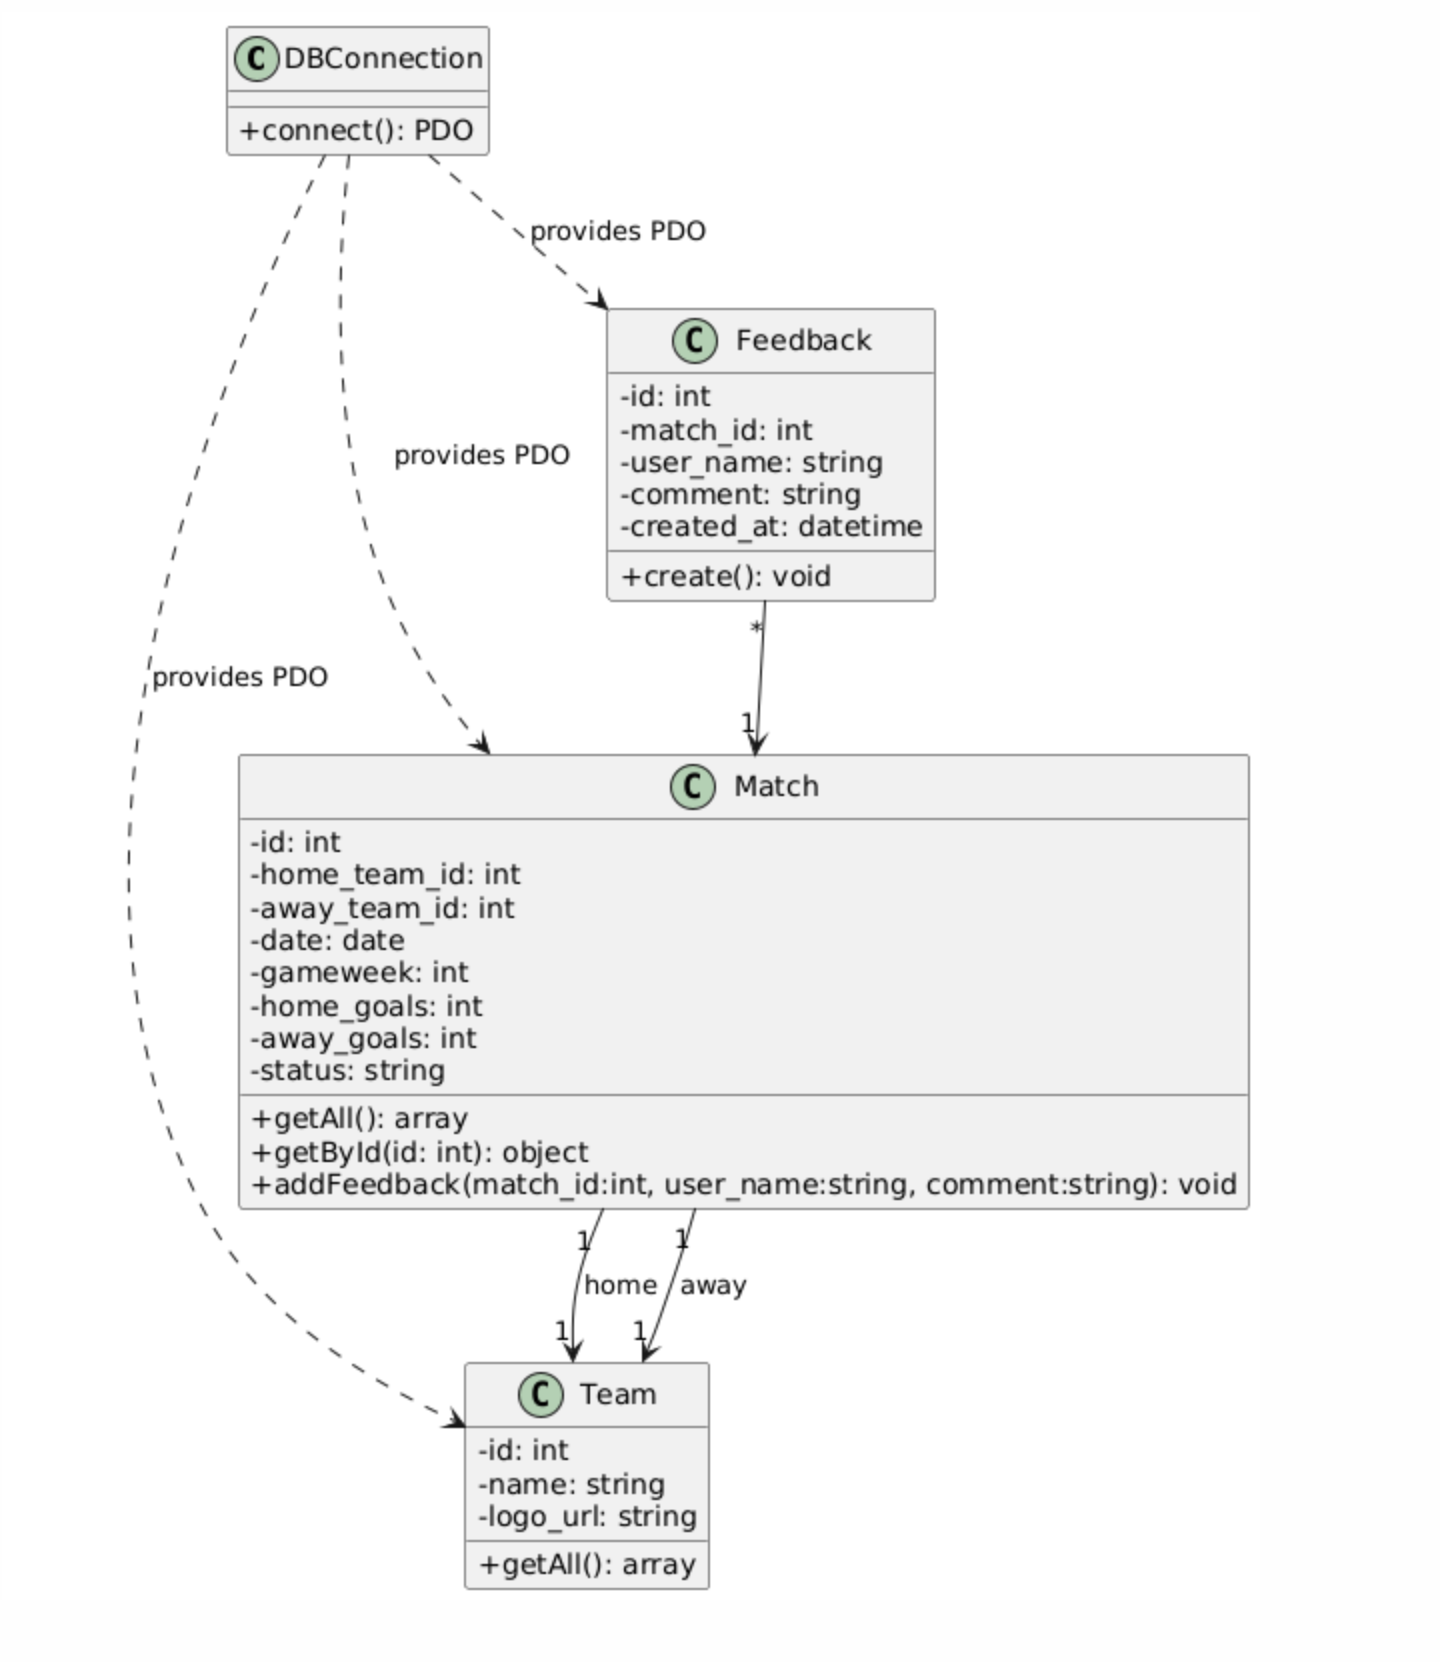 C DBConnection
+connect(): PDO
provides PDO
C Feedback
-id: int
-match_id: int
-user_name: string
-comment: string
-created_at: datetime
+create(): void
provides PDO
*
provides PDO
1
C Match
-id: int
-home_team_id: int
-away_team_id: int
-date: date
-gameweek: int
-home_goals: int
-away_goals: int
-status: string
+getAll(): array
+getById(id: int): object
+addFeedback(match_id:int, user_name:string, comment:string): void
1 1
home away
1 1
C Team
-id: int
-name: string
-logo_url: string
+getAll(): array